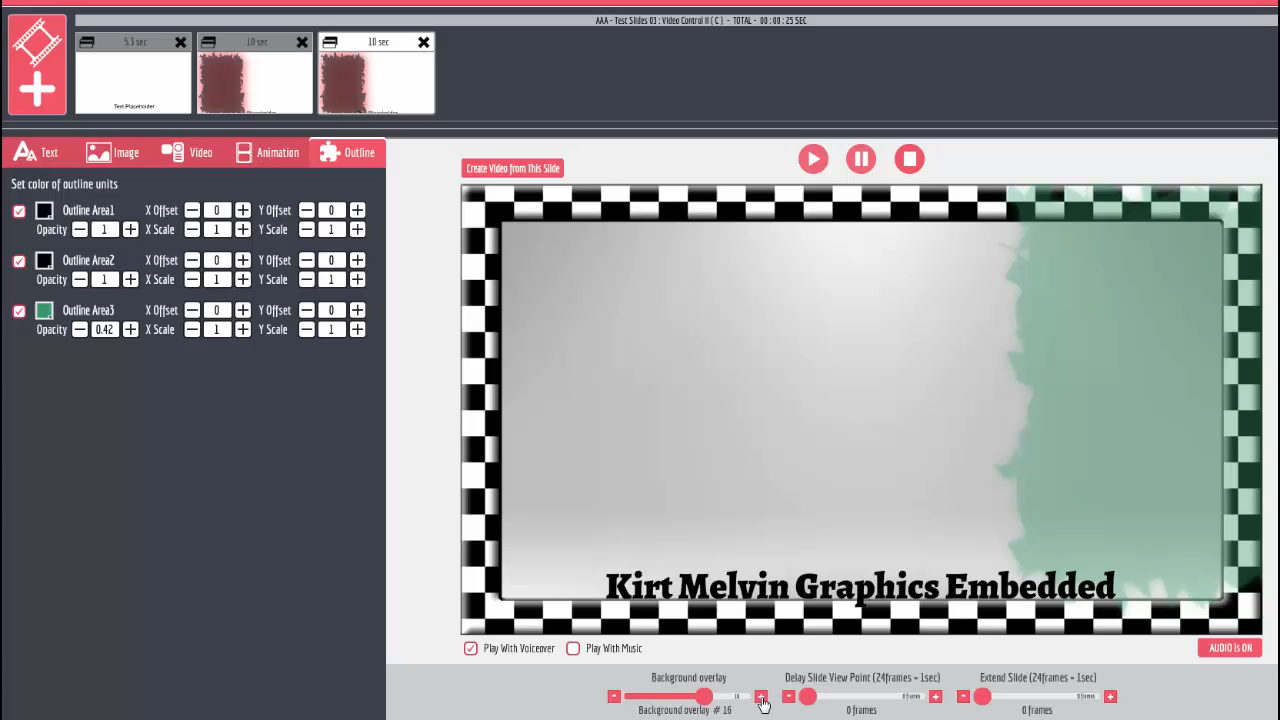 AAA - Test Slides 03 : Video Control II ( C ) - TOTAL - 00 : 00 : 25 SEC
5.3 sec
10 sec
10 sec
Text Placeholder
Text
Image
Video
Animation
Outline
Create Video from This Slide
Set color of outline units
Outline Area1 X Offset 0 Y Offset 0
Opacity 1 X Scale 1 Y Scale 1
Outline Area2 X Offset 0 Y Offset 0
Opacity 1 X Scale 1 Y Scale 1
Outline Area3 X Offset 0 Y Offset 0
Opacity 0.42 X Scale 1 Y Scale 1
Kirt Melvin Graphics Embedded
Play With Voiceover Play With Music AUDIO is ON
Background overlay Delay Slide View Point (24frames = 1sec) Extend Slide (24frames = 1sec)
Background overlay # 16 0 frames 0 frames